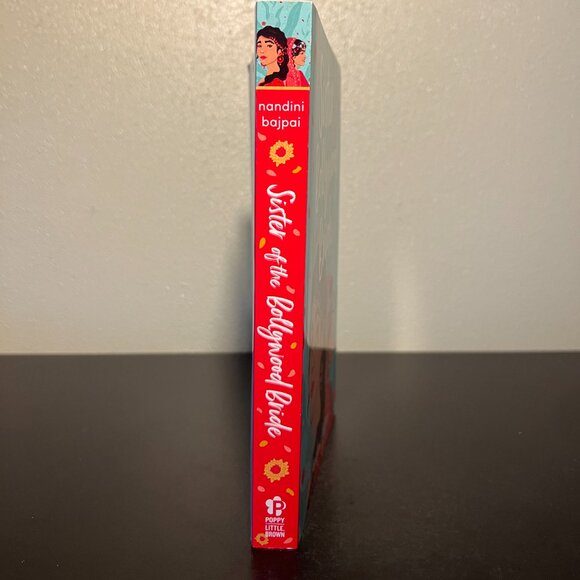 nandini
bajpai
Sister of the Bollywood Bride
P
POPPY
LITTLE, BROWN